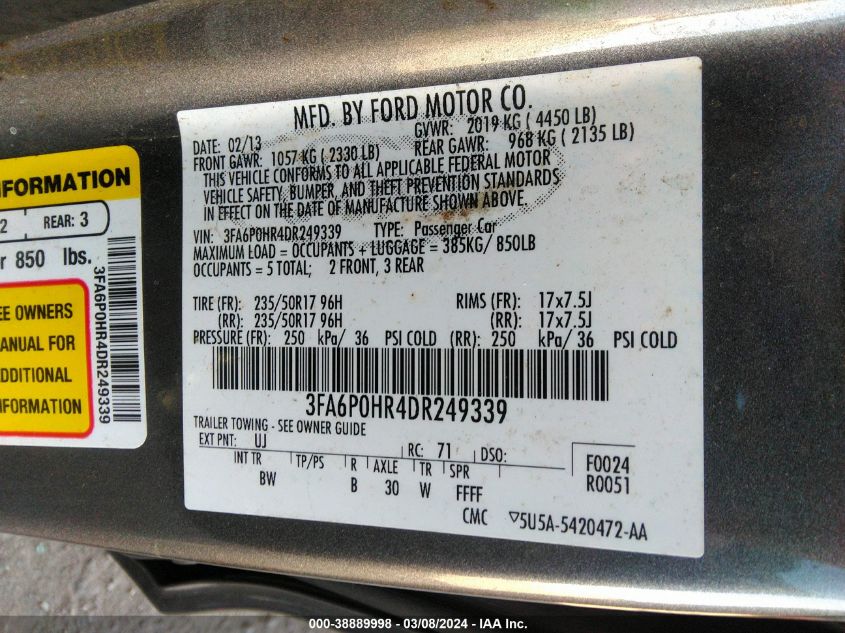 NFORMATION
2 REAR: 3
r 850 lbs.
EE OWNERS
ANUAL FOR
DDITIONAL
NFORMATION
3FA6P0HR4DR249339
MFD. BY FORD MOTOR CO.
DATE: 02/13 GVWR: 2019 KG ( 4450 LB)
FRONT GAWR: 1057 KG ( 2330 LB) REAR GAWR: 968 KG ( 2135 LB)
THIS VEHICLE CONFORMS TO ALL APPLICABLE FEDERAL MOTOR
VEHICLE SAFETY, BUMPER, AND THEFT PREVENTION STANDARDS
IN EFFECT ON THE DATE OF MANUFACTURE SHOWN ABOVE.
VIN: 3FA6P0HR4DR249339 TYPE: Passenger Car
MAXIMUM LOAD = OCCUPANTS + LUGGAGE = 385KG/ 850LB
OCCUPANTS = 5 TOTAL; 2 FRONT, 3 REAR
TIRE (FR): 235/50R17 96H RIMS (FR): 17x7.5J
(RR): 235/50R17 96H (RR): 17x7.5J
PRESSURE (FR): 250 kPa/ 36 PSI COLD (RR): 250 kPa/ 36 PSI COLD
3FA6P0HR4DR249339
TRAILER TOWING - SEE OWNER GUIDE
EXT PNT: UJ RC: 71 DSO: F0024
INT TR TP/PS R AXLE TR SPR R0051
BW B 30 W FFFF
CMC ▽5U5A-5420472-AA
000-38889998 - 03/08/2024 - IAA Inc.